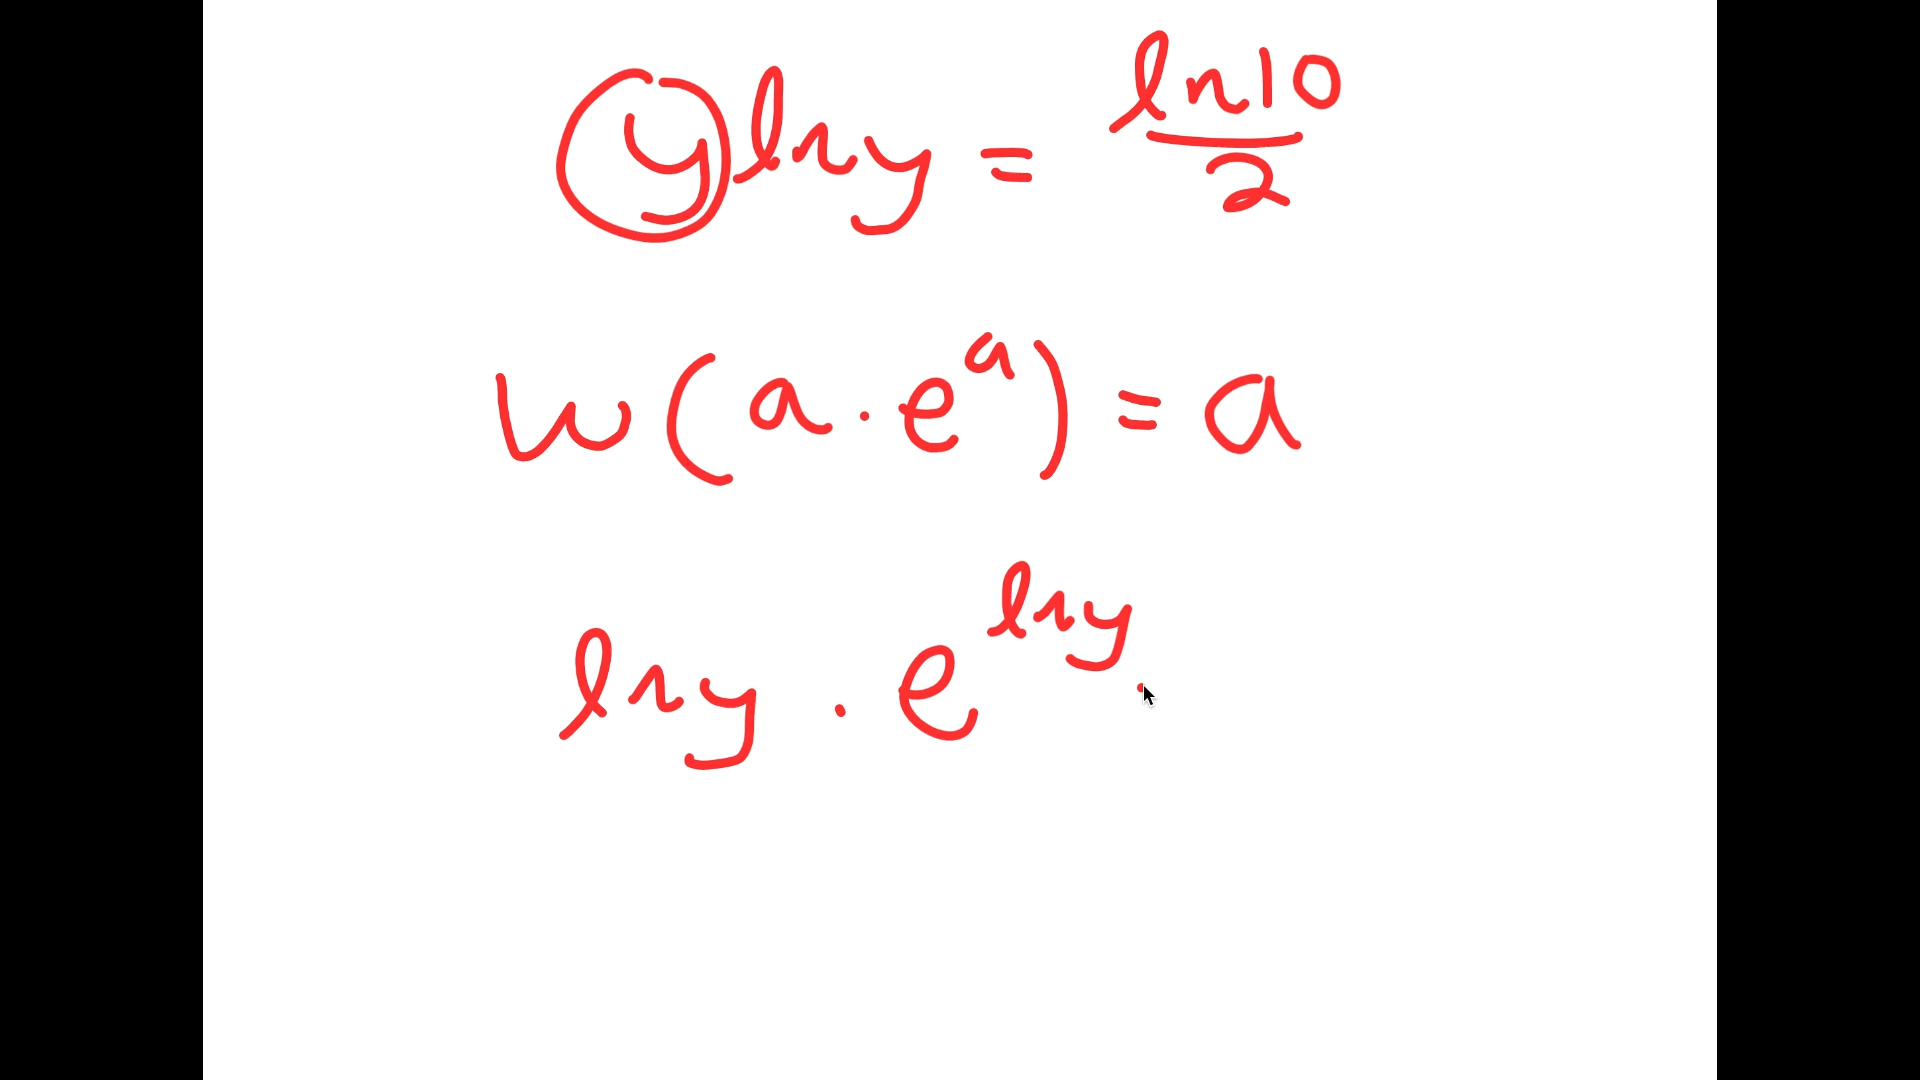 y ln y = ln10/2
W(a · e^a) = a
ln y · e^ln y